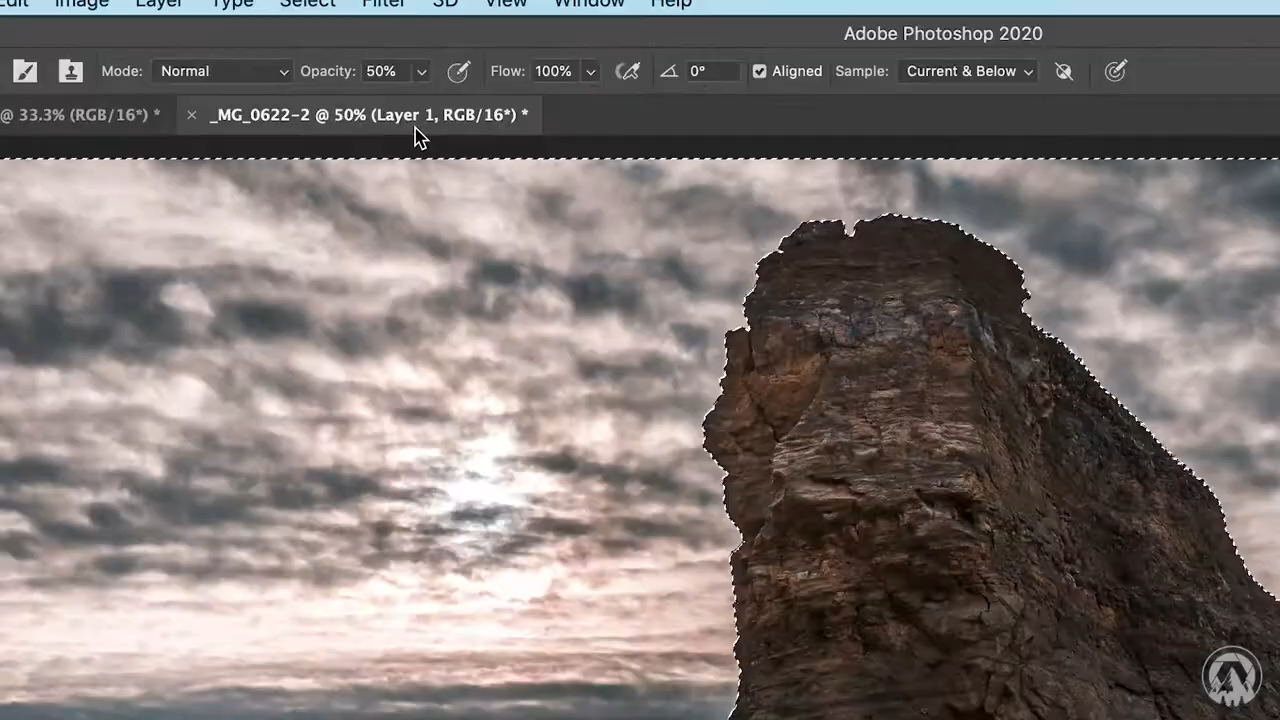 Edit Image Layer Type Select Filter 3D View Window Help
Adobe Photoshop 2020
Mode: Normal Opacity: 50% Flow: 100% 0° Aligned Sample: Current & Below
@ 33.3% (RGB/16*) * × _MG_0622-2 @ 50% (Layer 1, RGB/16*) *